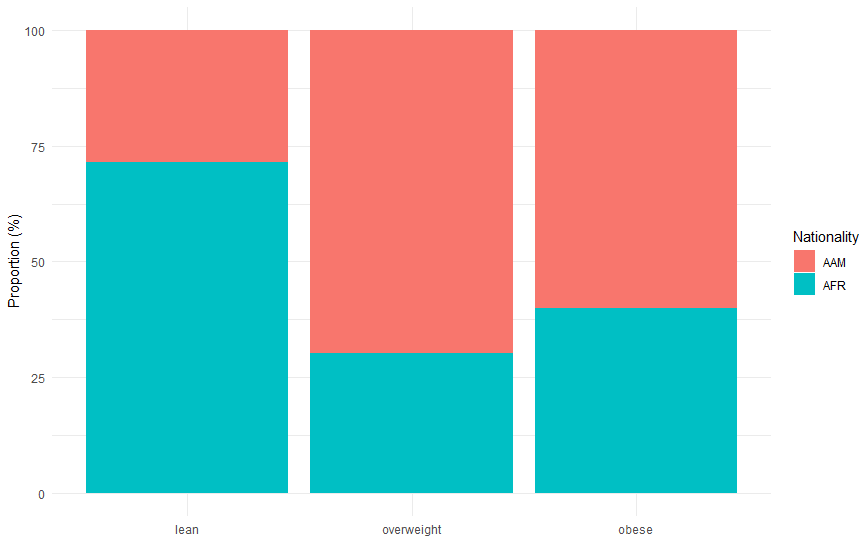 100
75
50
25
0
Proportion (%)
lean
overweight
obese
Nationality
AAM
AFR